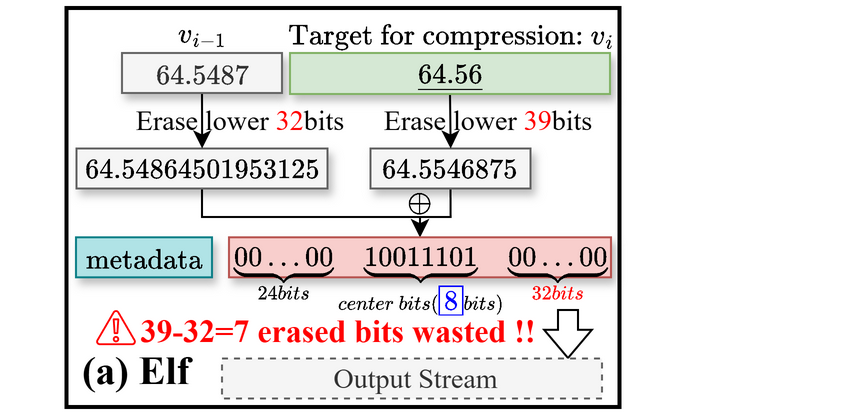 v_{i-1} Target for compression: v_i
64.5487 64.56
Erase lower 32bits Erase lower 39bits
64.54864501953125 64.5546875
⊕
metadata 00...00 10011101 00...00
24bits center bits(8bits) 32bits
39-32=7 erased bits wasted !!
(a) Elf Output Stream